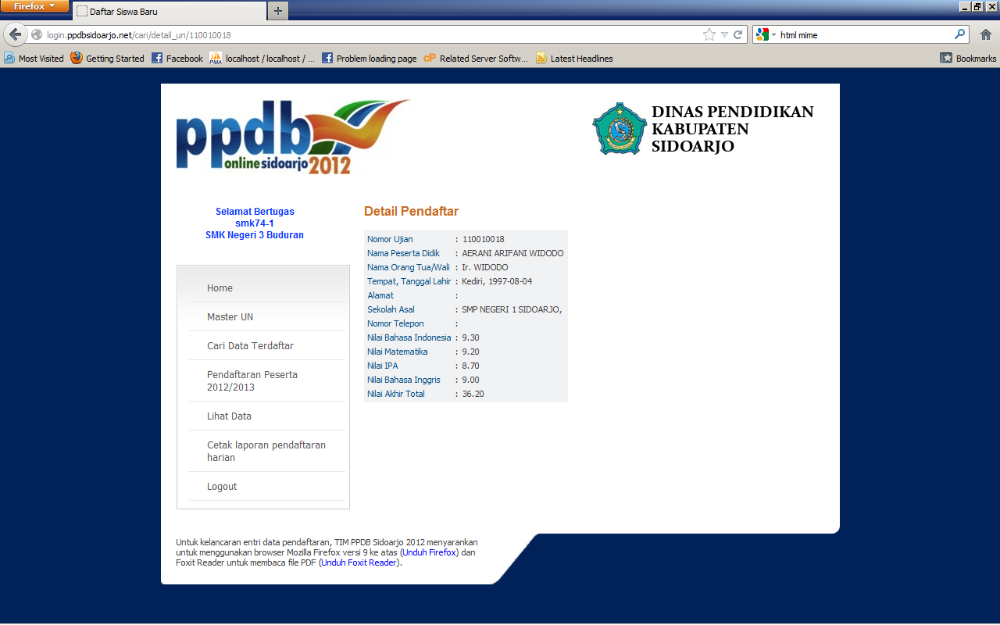 Firefox
Daftar Siswa Baru
login.ppdbsidoarjo.net/cari/detail_un/110010018
html mime
Most Visited
Getting Started
Facebook
localhost / localhost / ...
Problem loading page
Related Server Softw...
Latest Headlines
Bookmarks
ppdb
onlinesidoarjo2012
DINAS PENDIDIKAN
KABUPATEN
SIDOARJO
Selamat Bertugas
smk74-1
SMK Negeri 3 Buduran
Home
Master UN
Cari Data Terdaftar
Pendaftaran Peserta
2012/2013
Lihat Data
Cetak laporan pendaftaran
harian
Logout
Detail Pendaftar
Nomor Ujian : 110010018
Nama Peserta Didik : AERANI ARIFANI WIDODO
Nama Orang Tua/Wali : Ir. WIDODO
Tempat, Tanggal Lahir : Kediri, 1997-08-04
Alamat :
Sekolah Asal : SMP NEGERI 1 SIDOARJO,
Nomor Telepon :
Nilai Bahasa Indonesia : 9.30
Nilai Matematika : 9.20
Nilai IPA : 8.70
Nilai Bahasa Inggris : 9.00
Nilai Akhir Total : 36.20
Untuk kelancaran entri data pendaftaran, TIM PPDB Sidoarjo 2012 menyarankan
untuk menggunakan browser Mozilla Firefox versi 9 ke atas (Unduh Firefox) dan
Foxit Reader untuk membaca file PDF (Unduh Foxit Reader).